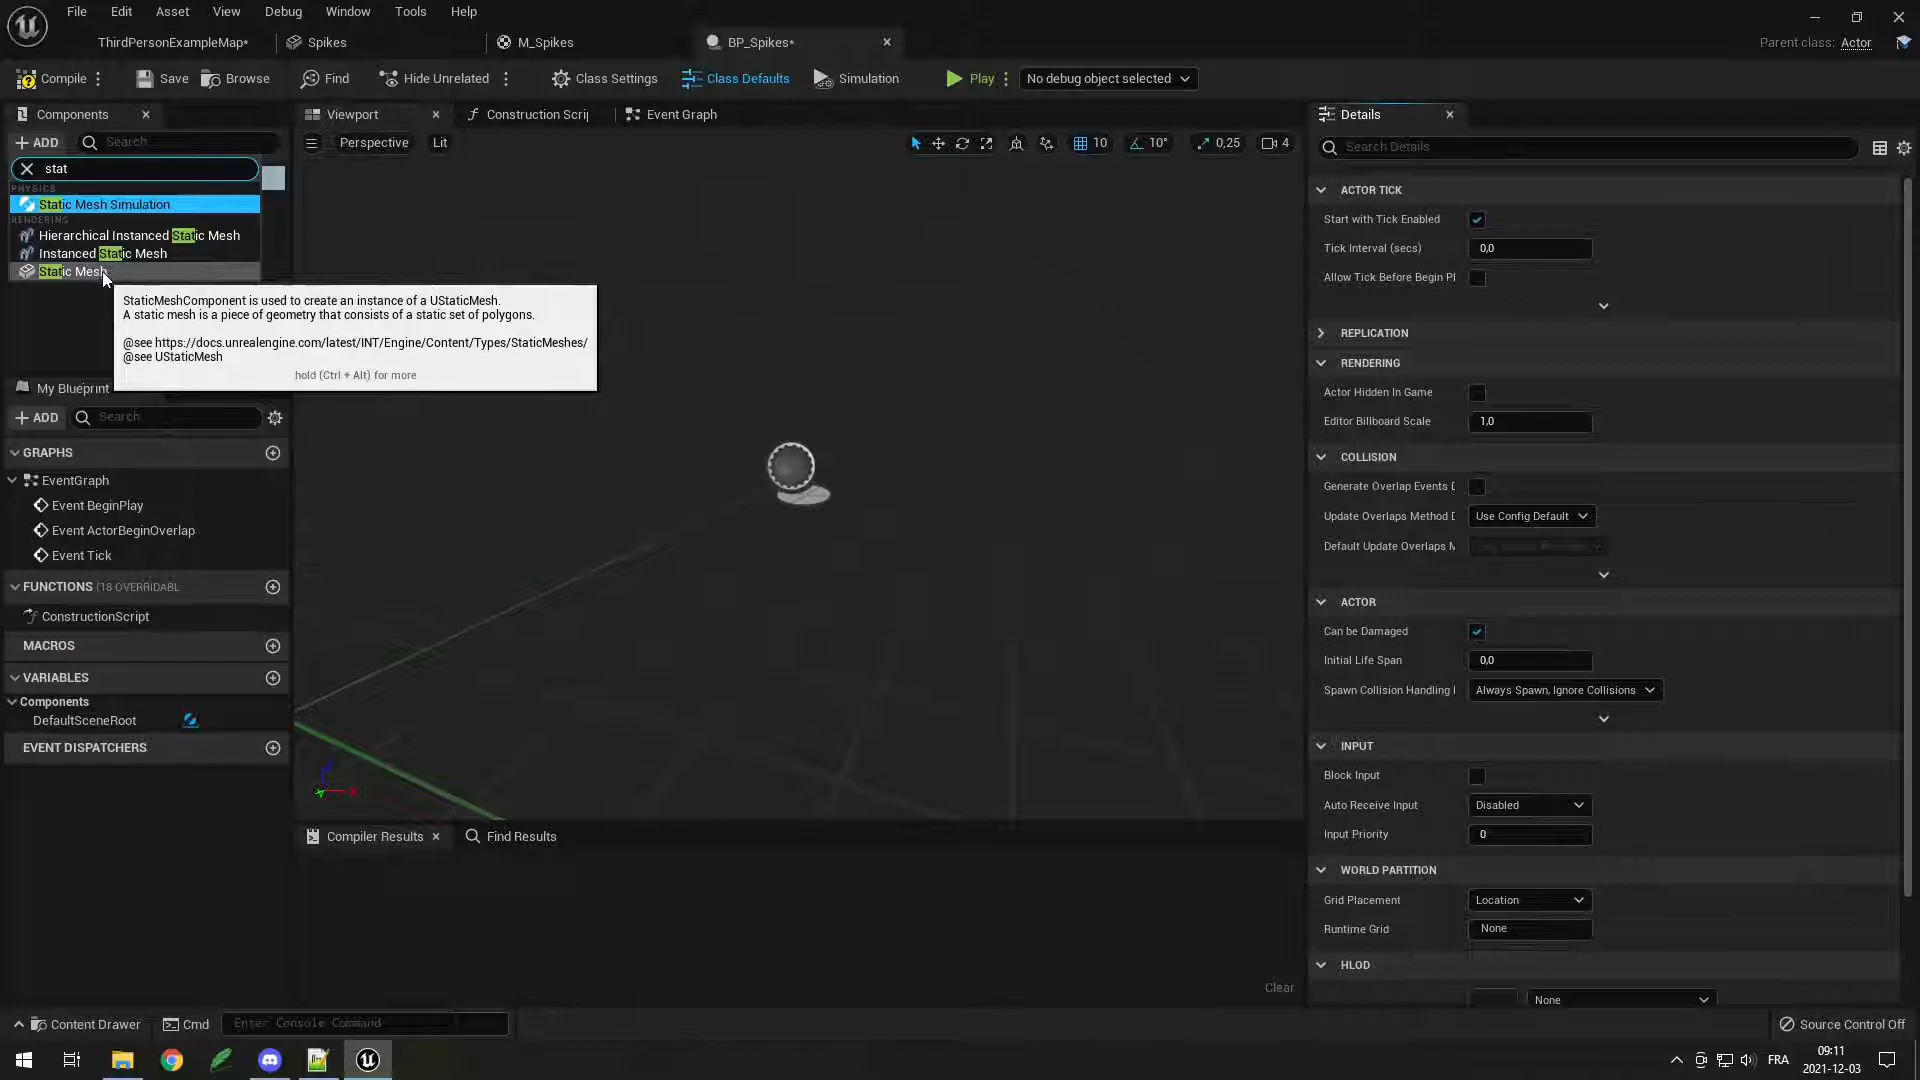 File Edit Asset View Debug Window Tools Help
ThirdPersonExampleMap* Spikes M_Spikes BP_Spikes*
Parent class: Actor
Compile Save Browse Find Hide Unrelated Class Settings Class Defaults Simulation Play No debug object selected
Components Viewport Construction Scrip Event Graph Details
ADD Search Perspective Lit 10 10° 0,25 4 Search Details
stat
PHYSICS
Static Mesh Simulation
RENDERING
Hierarchical Instanced Static Mesh
Instanced Static Mesh
Static Mesh
StaticMeshComponent is used to create an instance of a UStaticMesh.
A static mesh is a piece of geometry that consists of a static set of polygons.
@see https://docs.unrealengine.com/latest/INT/Engine/Content/Types/StaticMeshes/
@see UStaticMesh
hold (Ctrl + Alt) for more
My Blueprint
ADD Search
GRAPHS
EventGraph
Event BeginPlay
Event ActorBeginOverlap
Event Tick
FUNCTIONS (18 OVERRIDABL
ConstructionScript
MACROS
VARIABLES
Components
DefaultSceneRoot
EVENT DISPATCHERS
Z
X
Compiler Results Find Results
Clear
ACTOR TICK
Start with Tick Enabled
Tick Interval (secs) 0,0
Allow Tick Before Begin Pl
REPLICATION
RENDERING
Actor Hidden In Game
Editor Billboard Scale 1,0
COLLISION
Generate Overlap Events D
Update Overlaps Method D Use Config Default
Default Update Overlaps M
ACTOR
Can be Damaged
Initial Life Span 0,0
Spawn Collision Handling I Always Spawn, Ignore Collisions
INPUT
Block Input
Auto Receive Input Disabled
Input Priority 0
WORLD PARTITION
Grid Placement Location
Runtime Grid None
HLOD
None
Content Drawer Cmd Enter Console Command Source Control Off
FRA 09:11
2021-12-03